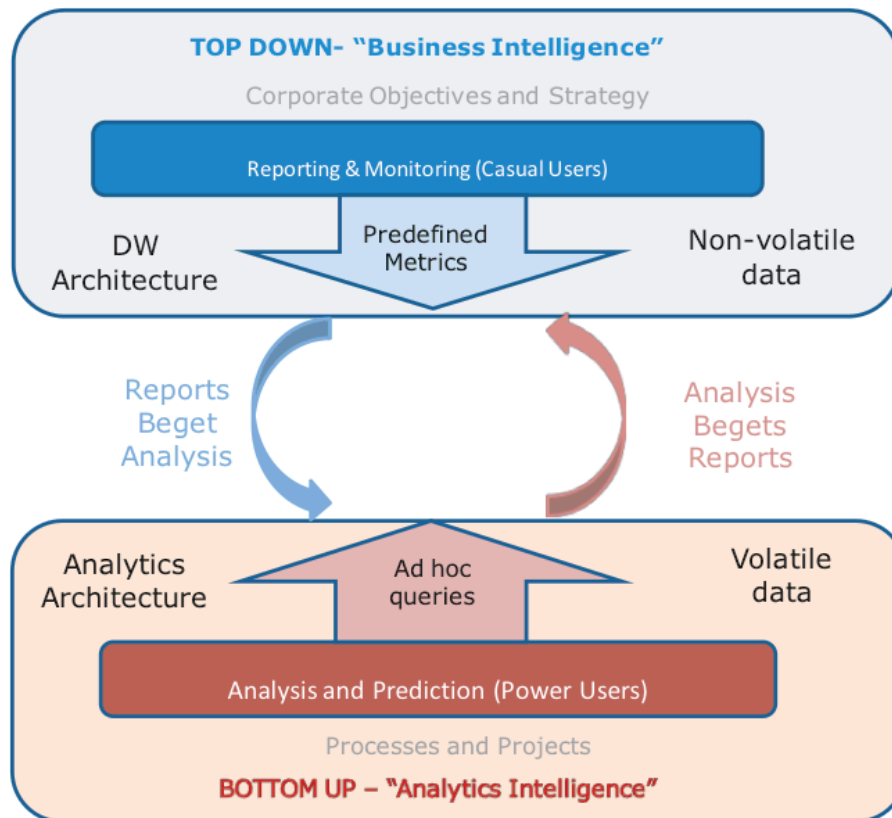 TOP DOWN- “Business Intelligence”
Corporate Objectives and Strategy
Reporting & Monitoring (Casual Users)
Predefined
Metrics
DW
Architecture
Non-volatile
data
Reports
Beget
Analysis
Analysis
Begets
Reports
Analytics
Architecture
Ad hoc
queries
Volatile
data
Analysis and Prediction (Power Users)
Processes and Projects
BOTTOM UP – “Analytics Intelligence”